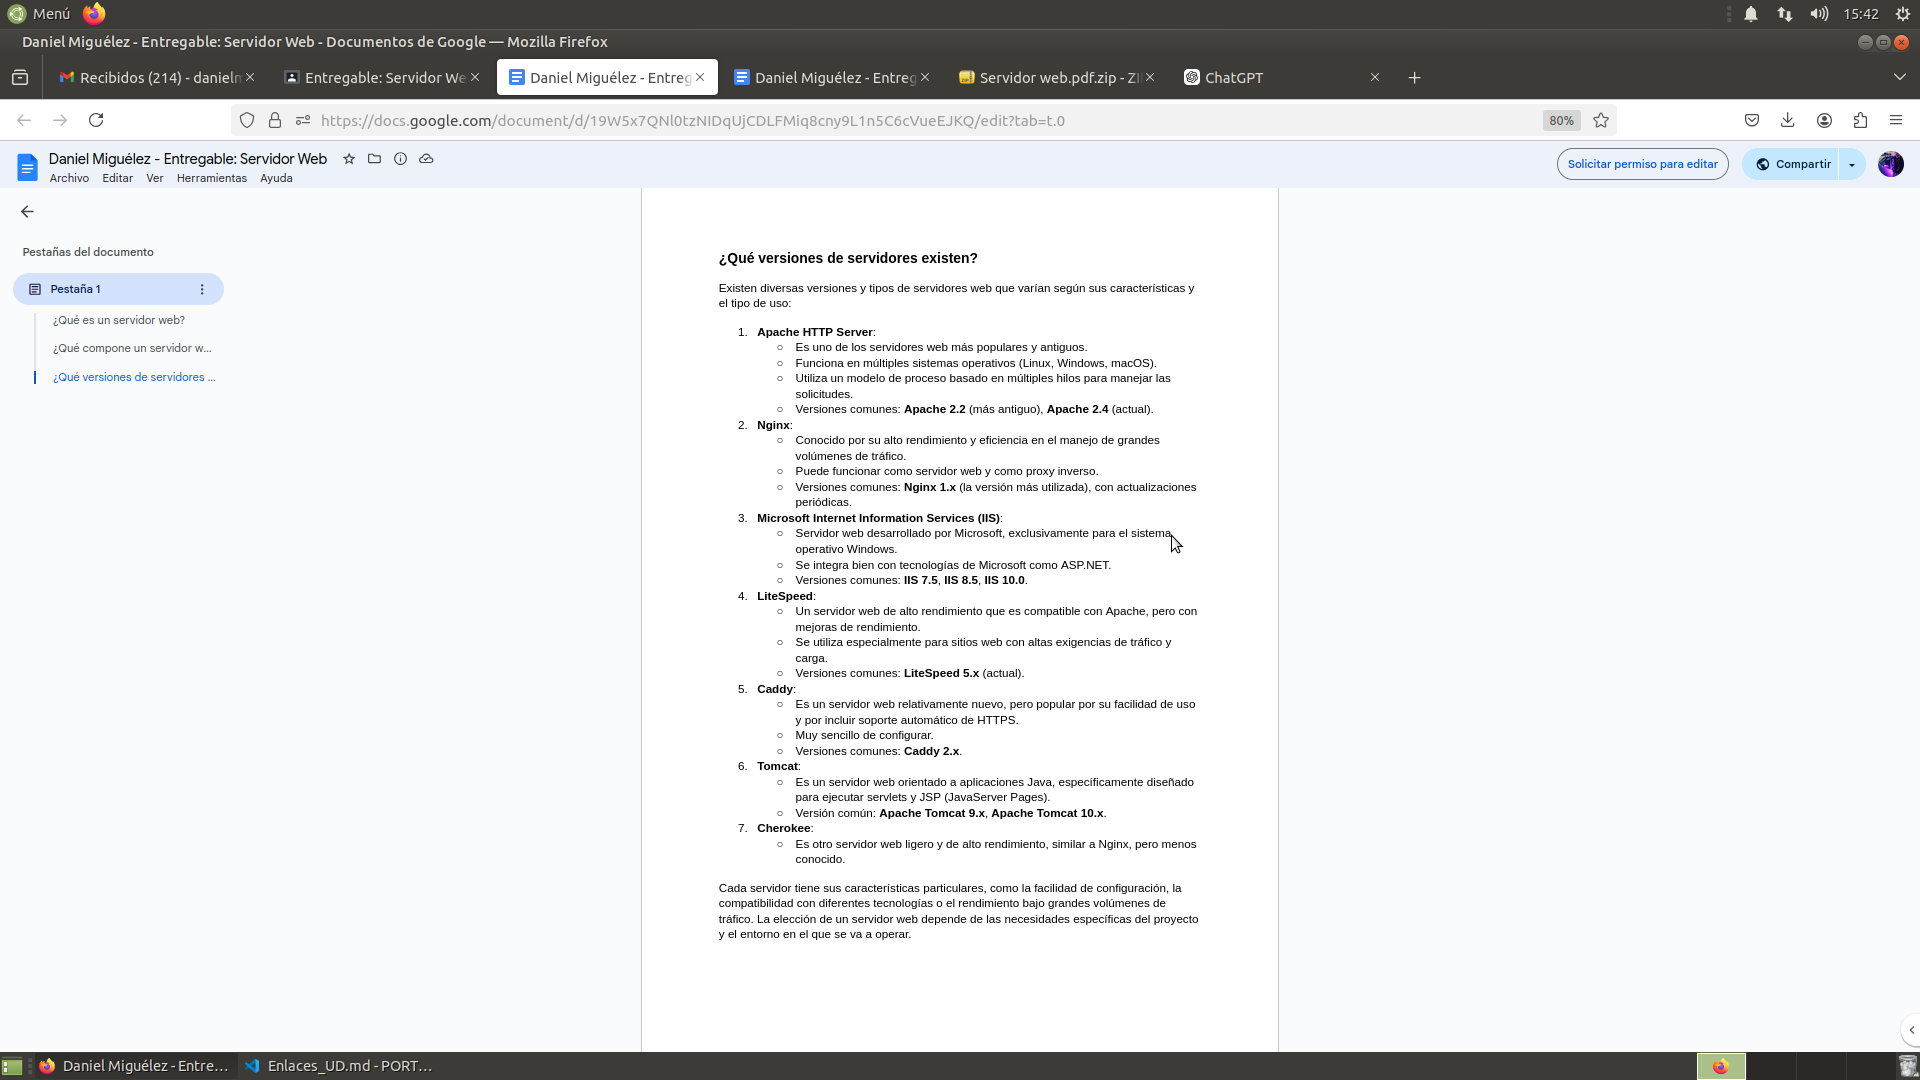 Menú
15:42
Daniel Miguélez - Entregable: Servidor Web - Documentos de Google — Mozilla Firefox
Recibidos (214) - danielm
Entregable: Servidor We
Daniel Miguélez - Entreg
Daniel Miguélez - Entreg
Servidor web.pdf.zip - ZI
ChatGPT
https://docs.google.com/document/d/19W5x7QNl0tzNIDqUjCDLFMiq8cny9L1n5C6cVueEJKQ/edit?tab=t.0
80%
Daniel Miguélez - Entregable: Servidor Web
Archivo Editar Ver Herramientas Ayuda
Solicitar permiso para editar
Compartir
Pestañas del documento
Pestaña 1
¿Qué es un servidor web?
¿Qué compone un servidor w...
¿Qué versiones de servidores ...
¿Qué versiones de servidores existen?
Existen diversas versiones y tipos de servidores web que varían según sus características y
el tipo de uso:
1. Apache HTTP Server:
○ Es uno de los servidores web más populares y antiguos.
○ Funciona en múltiples sistemas operativos (Linux, Windows, macOS).
○ Utiliza un modelo de proceso basado en múltiples hilos para manejar las
solicitudes.
○ Versiones comunes: Apache 2.2 (más antiguo), Apache 2.4 (actual).
2. Nginx:
○ Conocido por su alto rendimiento y eficiencia en el manejo de grandes
volúmenes de tráfico.
○ Puede funcionar como servidor web y como proxy inverso.
○ Versiones comunes: Nginx 1.x (la versión más utilizada), con actualizaciones
periódicas.
3. Microsoft Internet Information Services (IIS):
○ Servidor web desarrollado por Microsoft, exclusivamente para el sistema
operativo Windows.
○ Se integra bien con tecnologías de Microsoft como ASP.NET.
○ Versiones comunes: IIS 7.5, IIS 8.5, IIS 10.0.
4. LiteSpeed:
○ Un servidor web de alto rendimiento que es compatible con Apache, pero con
mejoras de rendimiento.
○ Se utiliza especialmente para sitios web con altas exigencias de tráfico y
carga.
○ Versiones comunes: LiteSpeed 5.x (actual).
5. Caddy:
○ Es un servidor web relativamente nuevo, pero popular por su facilidad de uso
y por incluir soporte automático de HTTPS.
○ Muy sencillo de configurar.
○ Versiones comunes: Caddy 2.x.
6. Tomcat:
○ Es un servidor web orientado a aplicaciones Java, específicamente diseñado
para ejecutar servlets y JSP (JavaServer Pages).
○ Versión común: Apache Tomcat 9.x, Apache Tomcat 10.x.
7. Cherokee:
○ Es otro servidor web ligero y de alto rendimiento, similar a Nginx, pero menos
conocido.
Cada servidor tiene sus características particulares, como la facilidad de configuración, la
compatibilidad con diferentes tecnologías o el rendimiento bajo grandes volúmenes de
tráfico. La elección de un servidor web depende de las necesidades específicas del proyecto
y el entorno en el que se va a operar.
Daniel Miguélez - Entre...
Enlaces_UD.md - PORT...